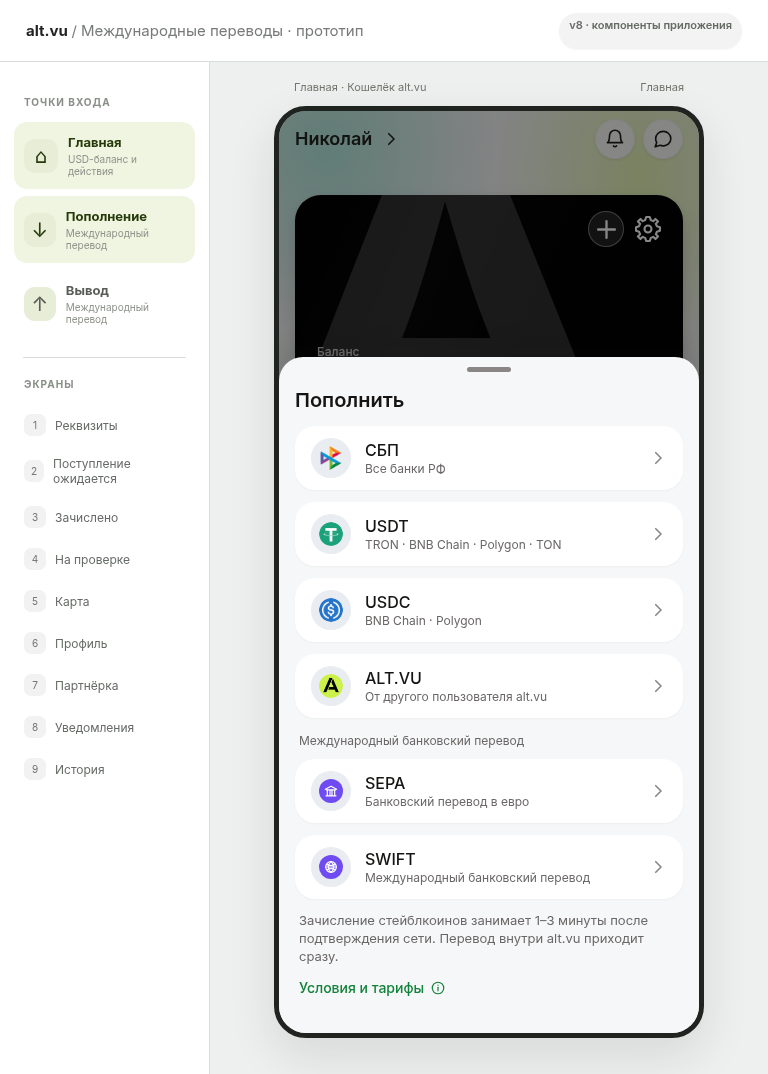 alt.vu / Международные переводы · прототип
v8 · компоненты приложения
ТОЧКИ ВХОДА
Главная
USD-баланс и
действия
Пополнение
Международный
перевод
Вывод
Международный
перевод
ЭКРАНЫ
1 Реквизиты
2 Поступление
ожидается
3 Зачислено
4 На проверке
5 Карта
6 Профиль
7 Партнёрка
8 Уведомления
9 История
Главная · Кошелёк alt.vu
Главная
Николай
Баланс
Пополнить
СБП
Все банки РФ
USDT
TRON · BNB Chain · Polygon · TON
USDC
BNB Chain · Polygon
ALT.VU
От другого пользователя alt.vu
Международный банковский перевод
SEPA
Банковский перевод в евро
SWIFT
Международный банковский перевод
Зачисление стейблкоинов занимает 1–3 минуты после
подтверждения сети. Перевод внутри alt.vu приходит
сразу.
Условия и тарифы